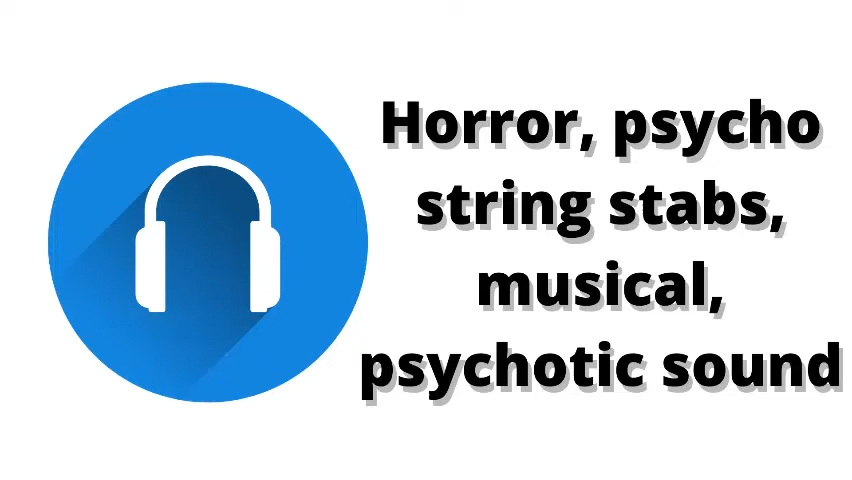 Horror, psycho
string stabs,
musical,
psychotic sound